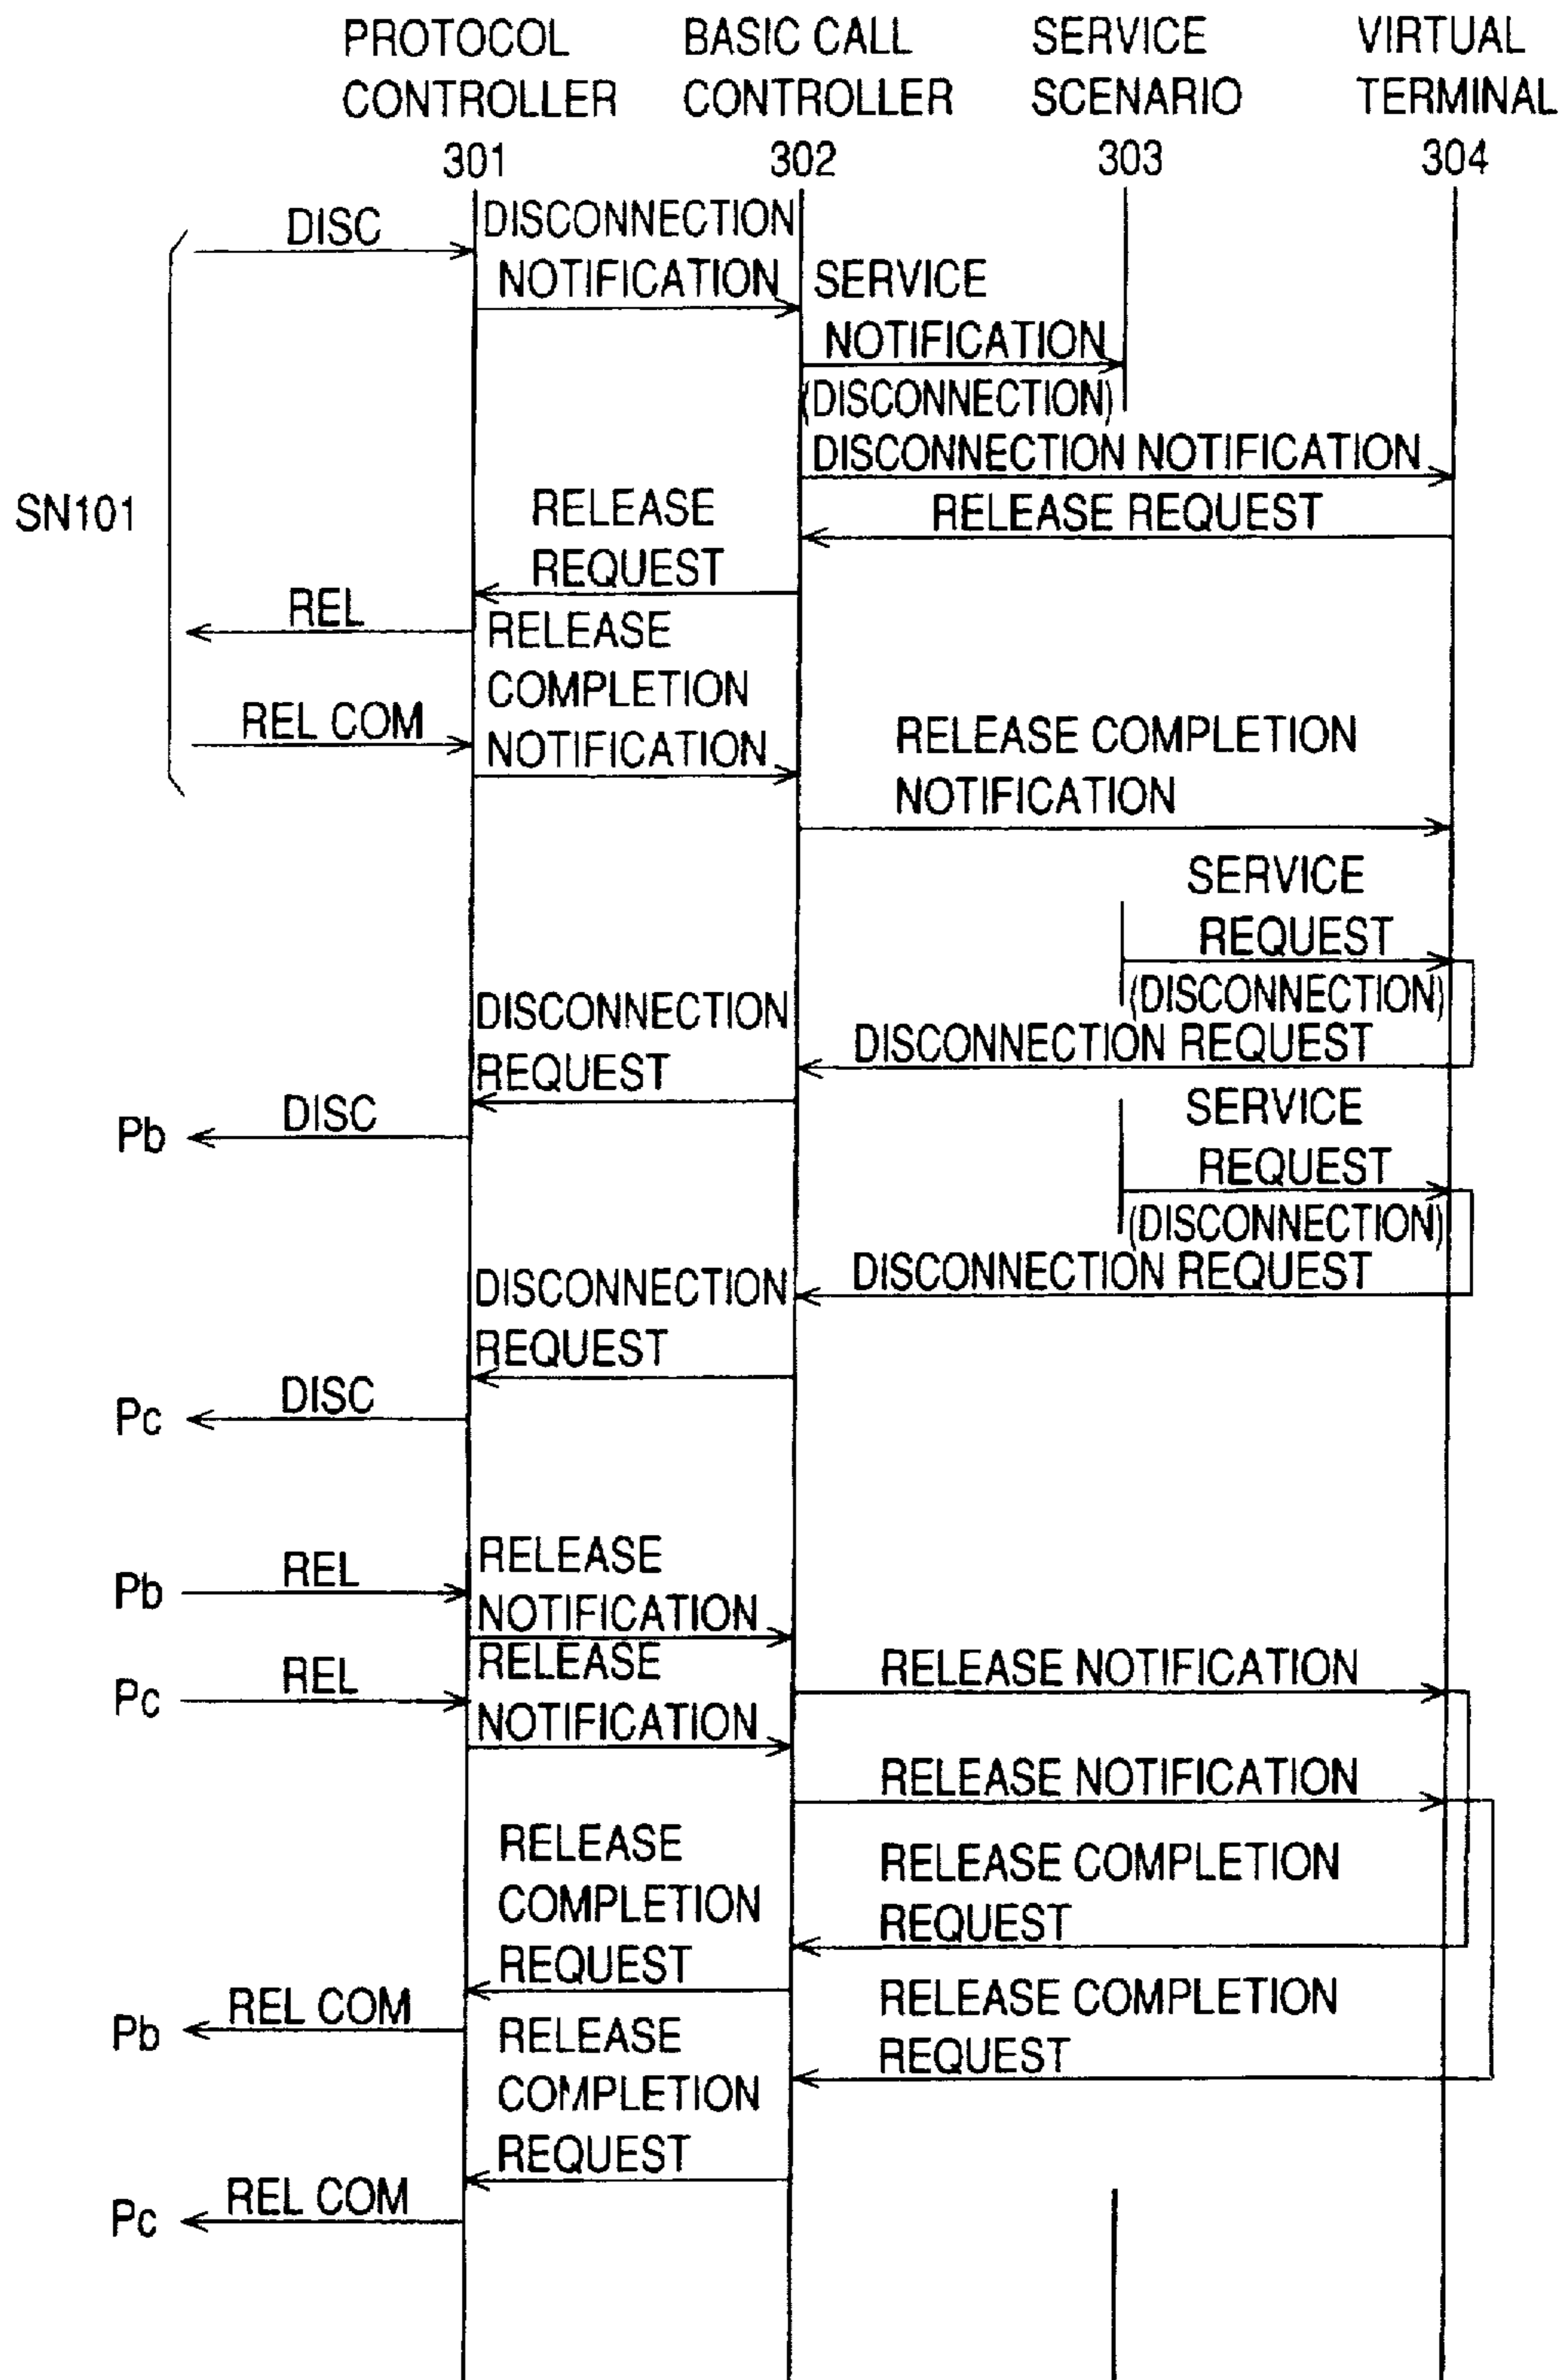 PROTOCOL CONTROLLER 301
BASIC CALL CONTROLLER 302
SERVICE SCENARIO 303
VIRTUAL TERMINAL 304
SN101
DISC
DISCONNECTION
NOTIFICATION
SERVICE
NOTIFICATION
(DISCONNECTION)
DISCONNECTION NOTIFICATION
RELEASE REQUEST
RELEASE
REQUEST
REL
REL COM
RELEASE
COMPLETION
NOTIFICATION
RELEASE COMPLETION
NOTIFICATION
SERVICE
REQUEST
(DISCONNECTION)
DISCONNECTION REQUEST
DISCONNECTION
REQUEST
Pb DISC
SERVICE
REQUEST
(DISCONNECTION)
DISCONNECTION REQUEST
DISCONNECTION
REQUEST
Pc DISC
Pb REL
RELEASE
NOTIFICATION
Pc REL
RELEASE
NOTIFICATION
RELEASE NOTIFICATION
RELEASE NOTIFICATION
RELEASE COMPLETION
REQUEST
RELEASE
COMPLETION
REQUEST
Pb REL COM
RELEASE COMPLETION
REQUEST
RELEASE
COMPLETION
REQUEST
Pc REL COM